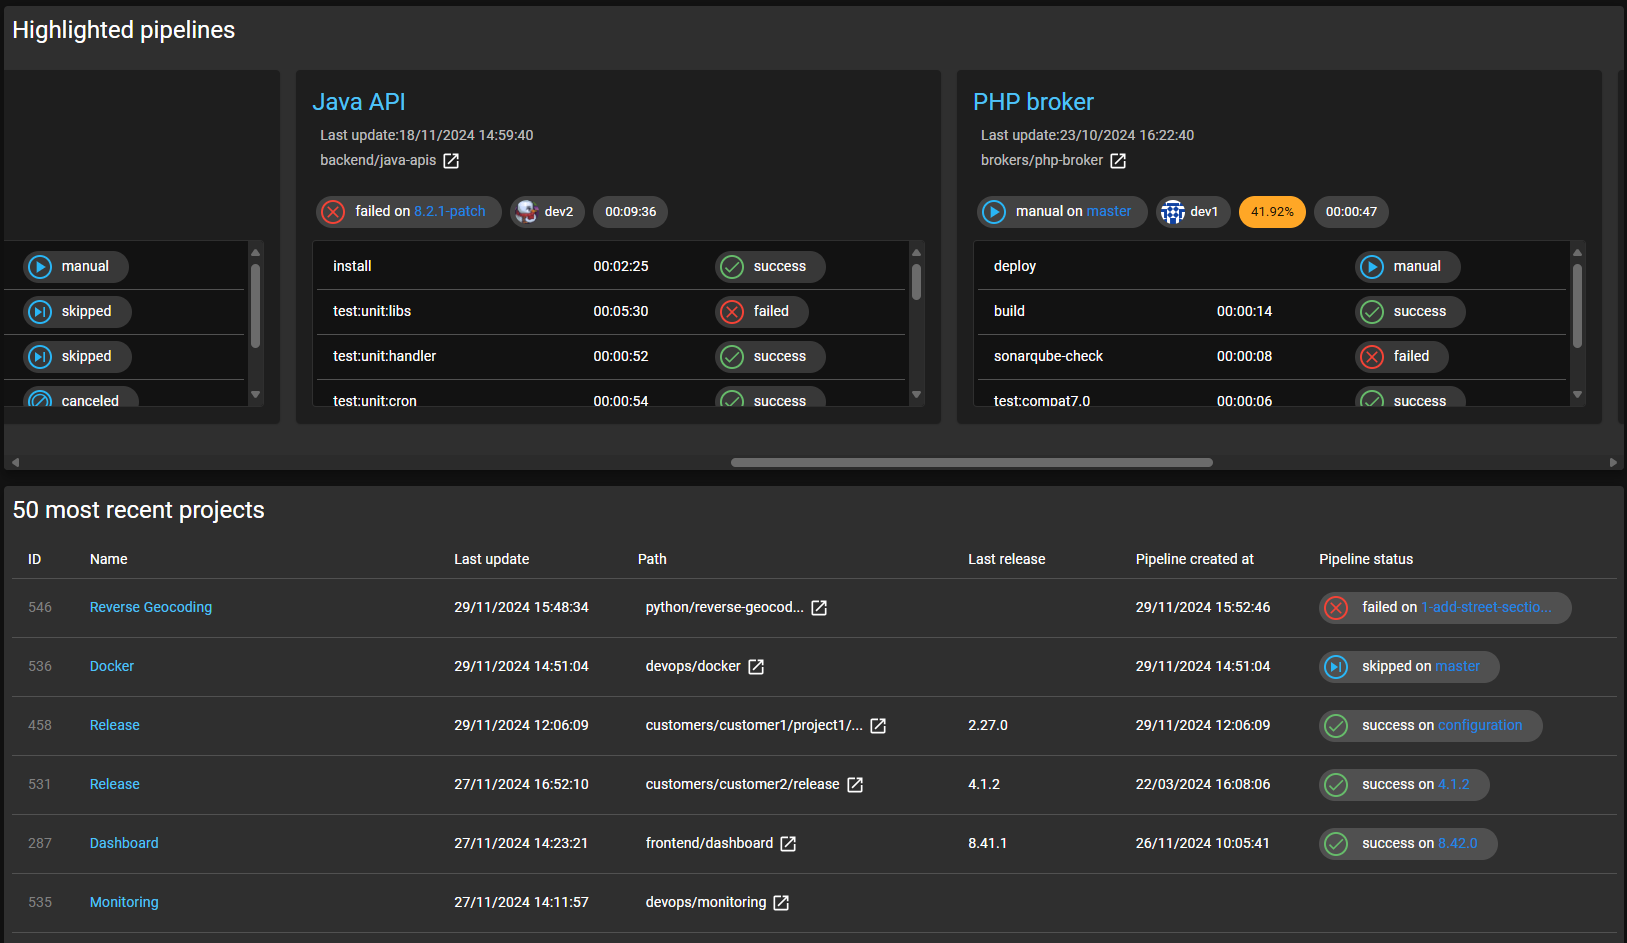 Highlighted pipelines
manual
skipped
skipped
canceled
Java API
Last update:18/11/2024 14:59:40
backend/java-apis
failed on 8.2.1-patch dev2 00:09:36
install 00:02:25 success
test:unit:libs 00:05:30 failed
test:unit:handler 00:00:52 success
test:unit:cron 00:00:54 success
PHP broker
Last update:23/10/2024 16:22:40
brokers/php-broker
manual on master dev1 41.92% 00:00:47
deploy manual
build 00:00:14 success
sonarqube-check 00:00:08 failed
test:compat7.0 00:00:06 success
50 most recent projects
ID Name Last update Path Last release Pipeline created at Pipeline status
546 Reverse Geocoding 29/11/2024 15:48:34 python/reverse-geocod... 29/11/2024 15:52:46 failed on 1-add-street-sectio...
536 Docker 29/11/2024 14:51:04 devops/docker 29/11/2024 14:51:04 skipped on master
458 Release 29/11/2024 12:06:09 customers/customer1/project1/... 2.27.0 29/11/2024 12:06:09 success on configuration
531 Release 27/11/2024 16:52:10 customers/customer2/release 4.1.2 22/03/2024 16:08:06 success on 4.1.2
287 Dashboard 27/11/2024 14:23:21 frontend/dashboard 8.41.1 26/11/2024 10:05:41 success on 8.42.0
535 Monitoring 27/11/2024 14:11:57 devops/monitoring